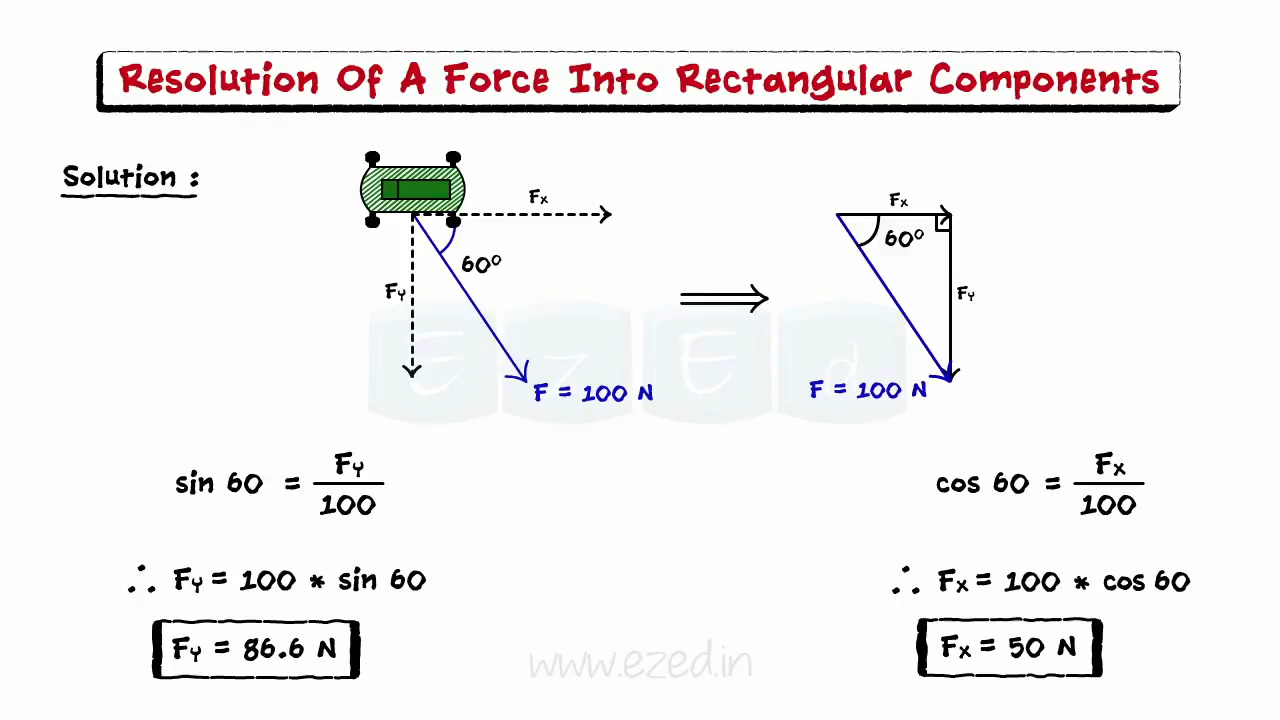 Resolution Of A Force Into Rectangular Components
Solution :
Fx
60°
Fy
F = 100 N
Fx
60°
Fy
F = 100 N
EzEd
sin 60 = Fy
100
∴ Fy = 100 * sin 60
Fy = 86.6 N
cos 60 = Fx
100
∴ Fx = 100 * cos 60
Fx = 50 N
www.ezed.in